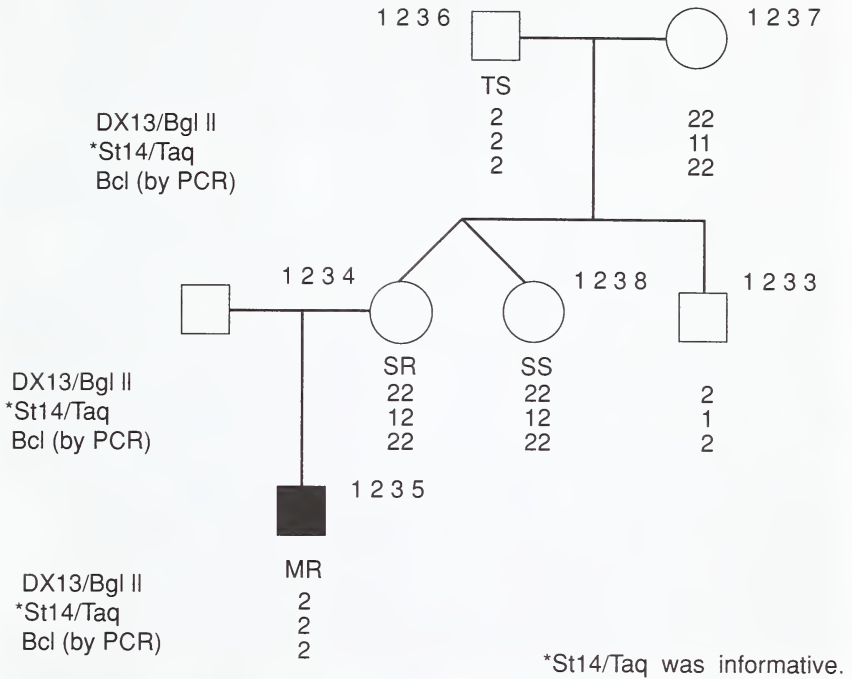 1 2 3 6
1 2 3 7
TS
DX13/Bgl II 2 22
*St14/Taq 2 11
Bcl (by PCR) 2 22
1 2 3 4
1 2 3 8
1 2 3 3
SR SS
DX13/Bgl II 22 22 2
*St14/Taq 12 12 1
Bcl (by PCR) 22 22 2
1 2 3 5
MR
DX13/Bgl II 2
*St14/Taq 2
Bcl (by PCR) 2
*St14/Taq was informative.